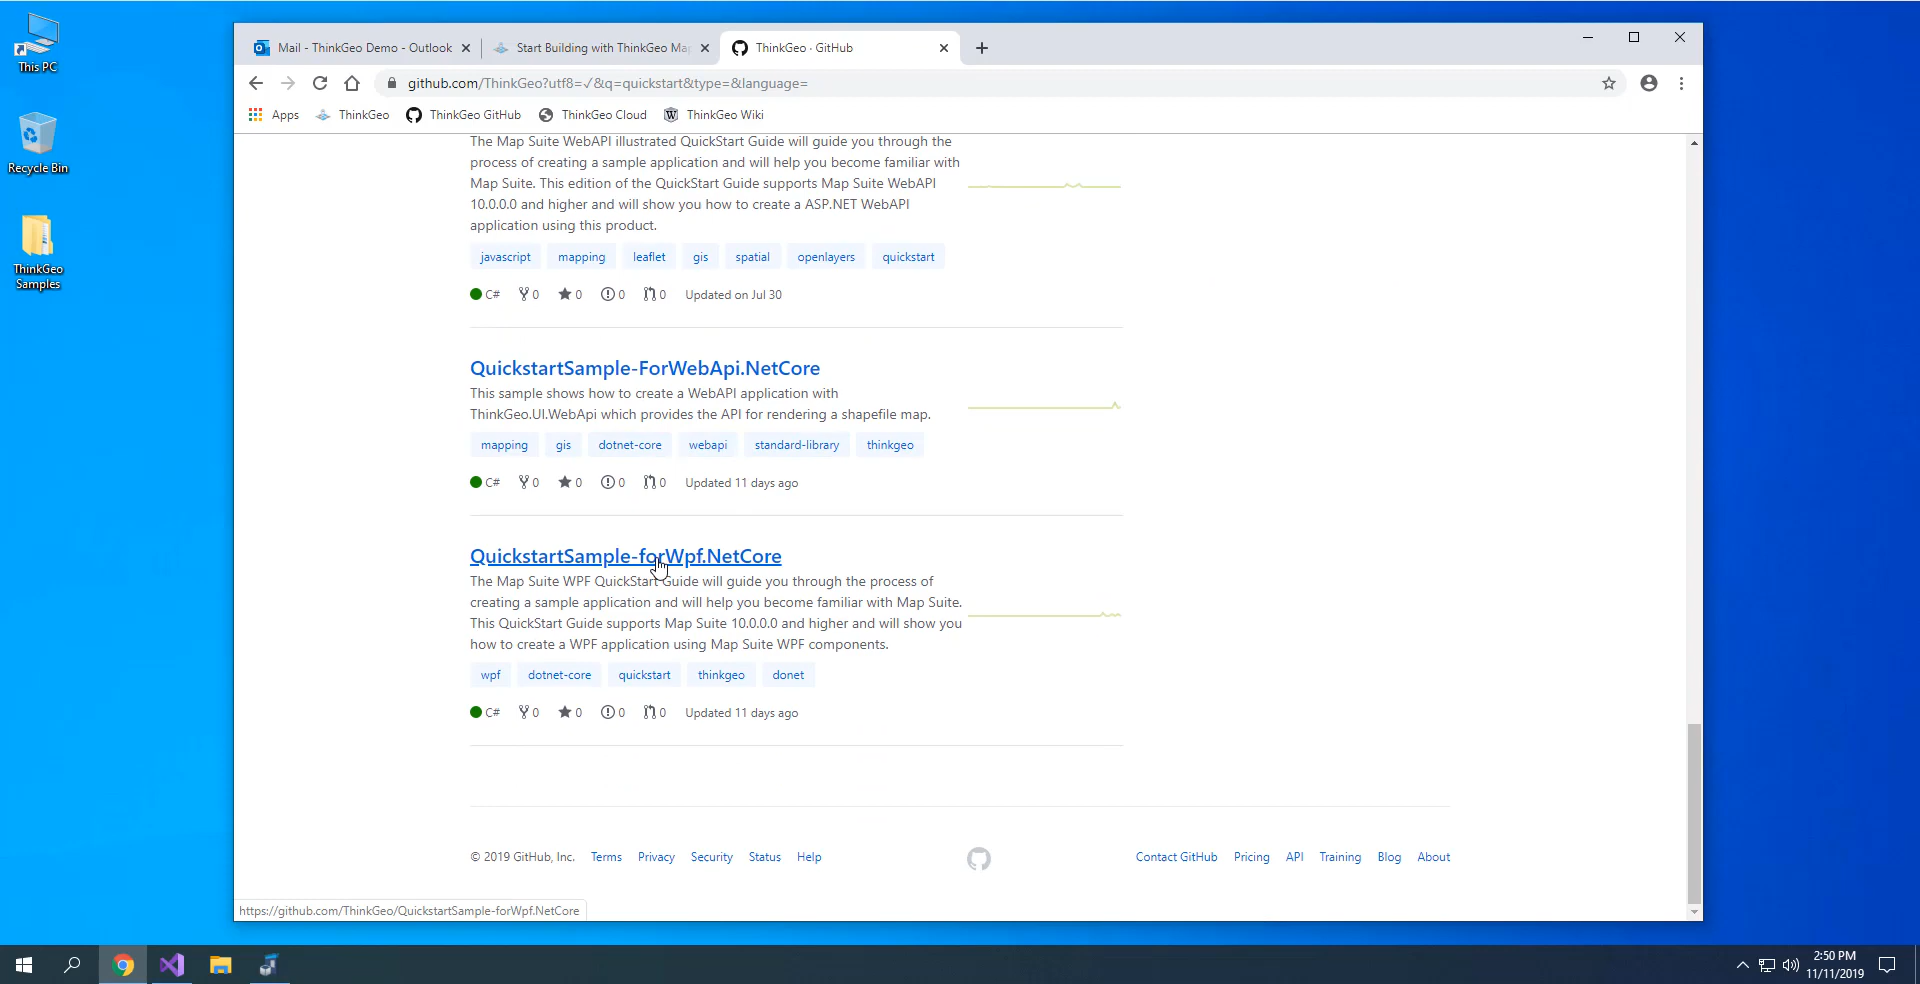 This PC
Recycle Bin
ThinkGeo
Samples
Mail - ThinkGeo Demo - Outlook
Start Building with ThinkGeo Ma
ThinkGeo · GitHub
github.com/ThinkGeo?utf8=✓&q=quickstart&type=&language=
Apps ThinkGeo ThinkGeo GitHub ThinkGeo Cloud ThinkGeo Wiki
The Map Suite WebAPI illustrated QuickStart Guide will guide you through the
process of creating a sample application and will help you become familiar with
Map Suite. This edition of the QuickStart Guide supports Map Suite WebAPI
10.0.0.0 and higher and will show you how to create a ASP.NET WebAPI
application using this product.
javascript mapping leaflet gis spatial openlayers quickstart
C# 0 0 0 0 Updated on Jul 30
QuickstartSample-ForWebApi.NetCore
This sample shows how to create a WebAPI application with
ThinkGeo.UI.WebApi which provides the API for rendering a shapefile map.
mapping gis dotnet-core webapi standard-library thinkgeo
C# 0 0 0 0 Updated 11 days ago
QuickstartSample-forWpf.NetCore
The Map Suite WPF QuickStart Guide will guide you through the process of
creating a sample application and will help you become familiar with Map Suite.
This QuickStart Guide supports Map Suite 10.0.0.0 and higher and will show you
how to create a WPF application using Map Suite WPF components.
wpf dotnet-core quickstart thinkgeo donet
C# 0 0 0 0 Updated 11 days ago
© 2019 GitHub, Inc. Terms Privacy Security Status Help
Contact GitHub Pricing API Training Blog About
https://github.com/ThinkGeo/QuickstartSample-forWpf.NetCore
2:50 PM
11/11/2019